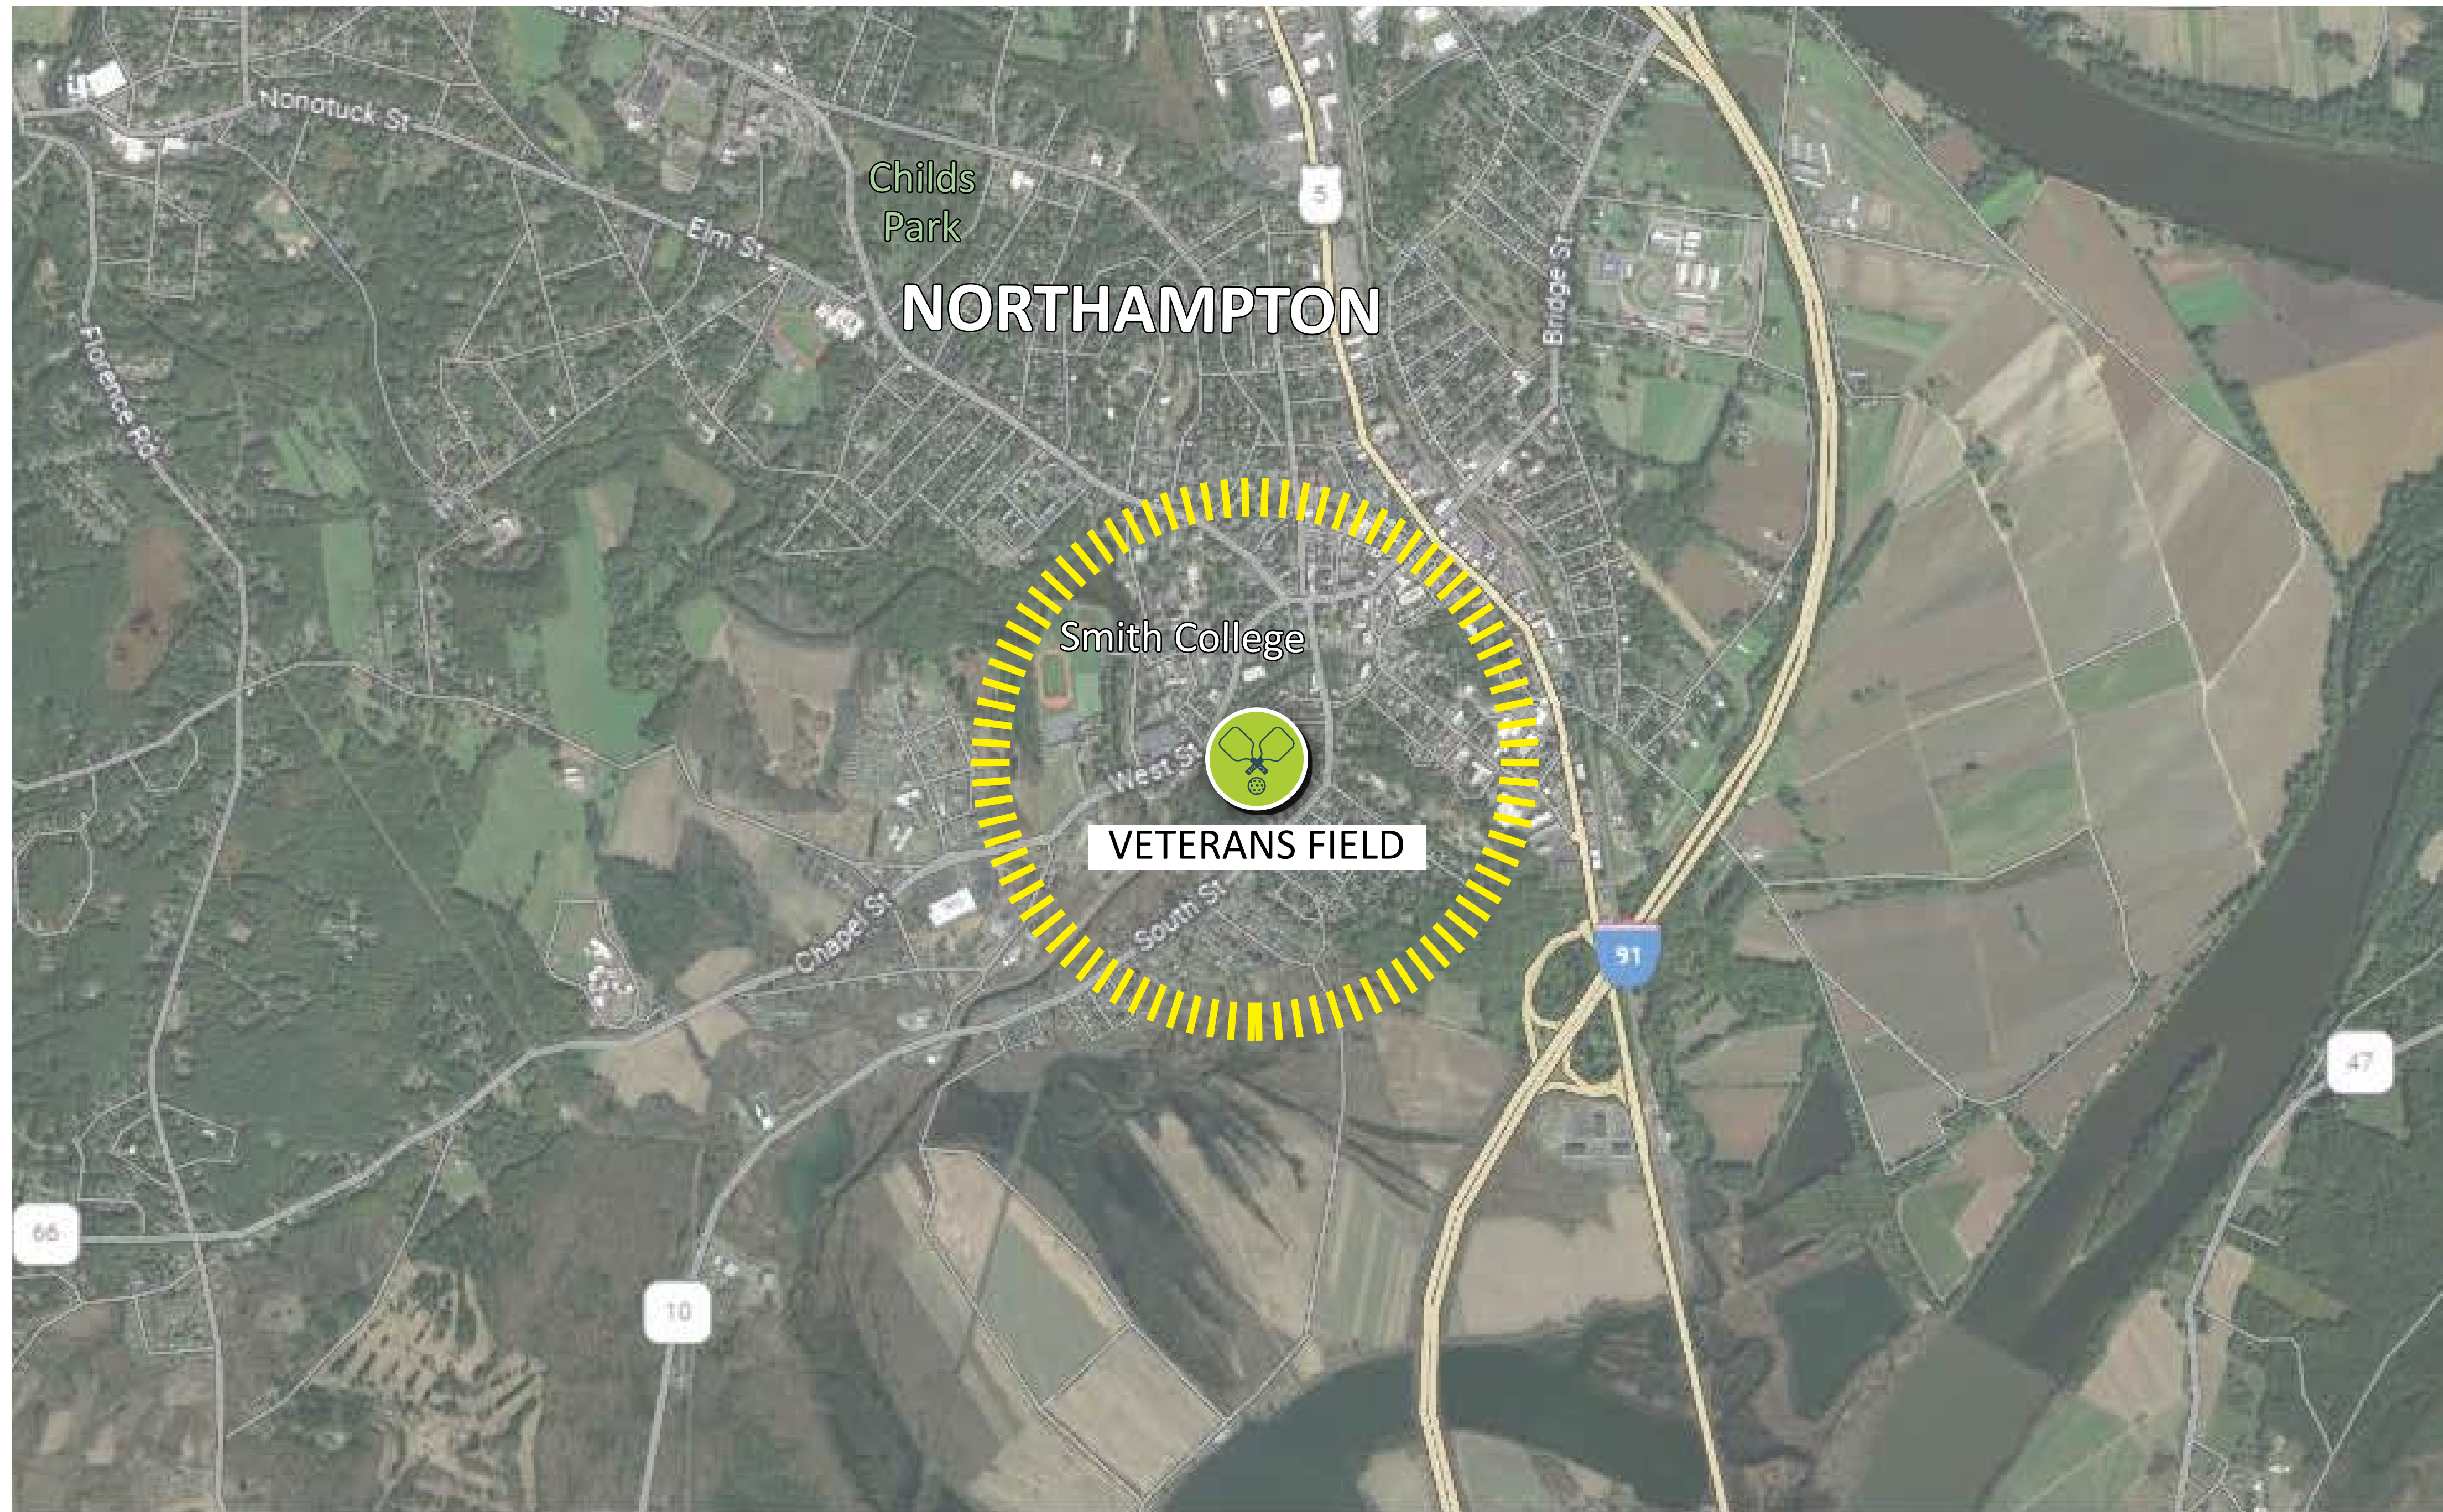 Nonotuck St
Childs
Park
5
Elm St
NORTHAMPTON
Bridge St
Florence Rd
Smith College
West St
VETERANS FIELD
South St
Chapel St
91
47
66
10